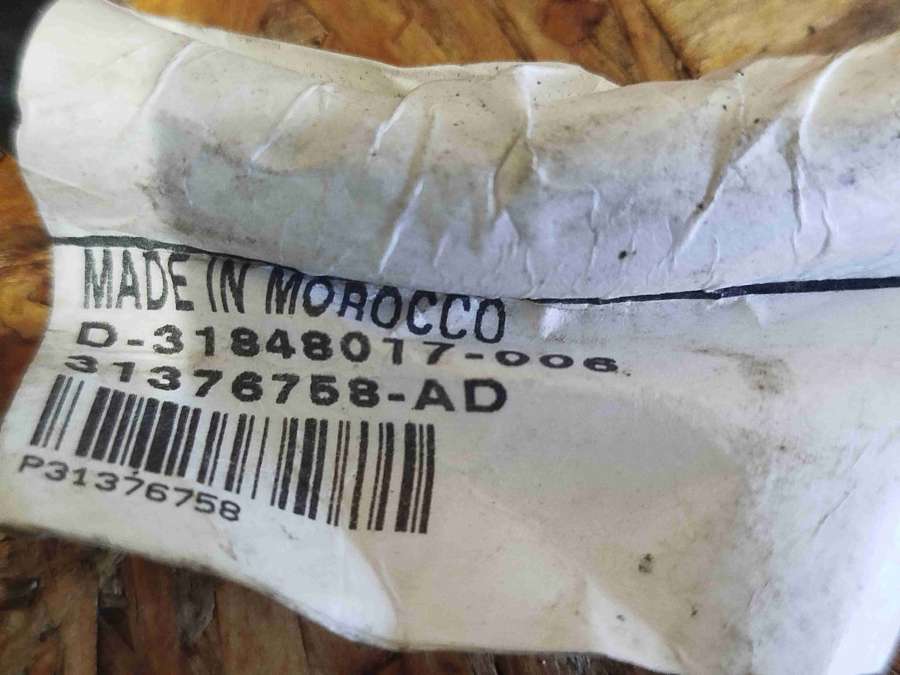 MADE IN MOROCCO
D-31848017-006
31376758-AD
P31376758